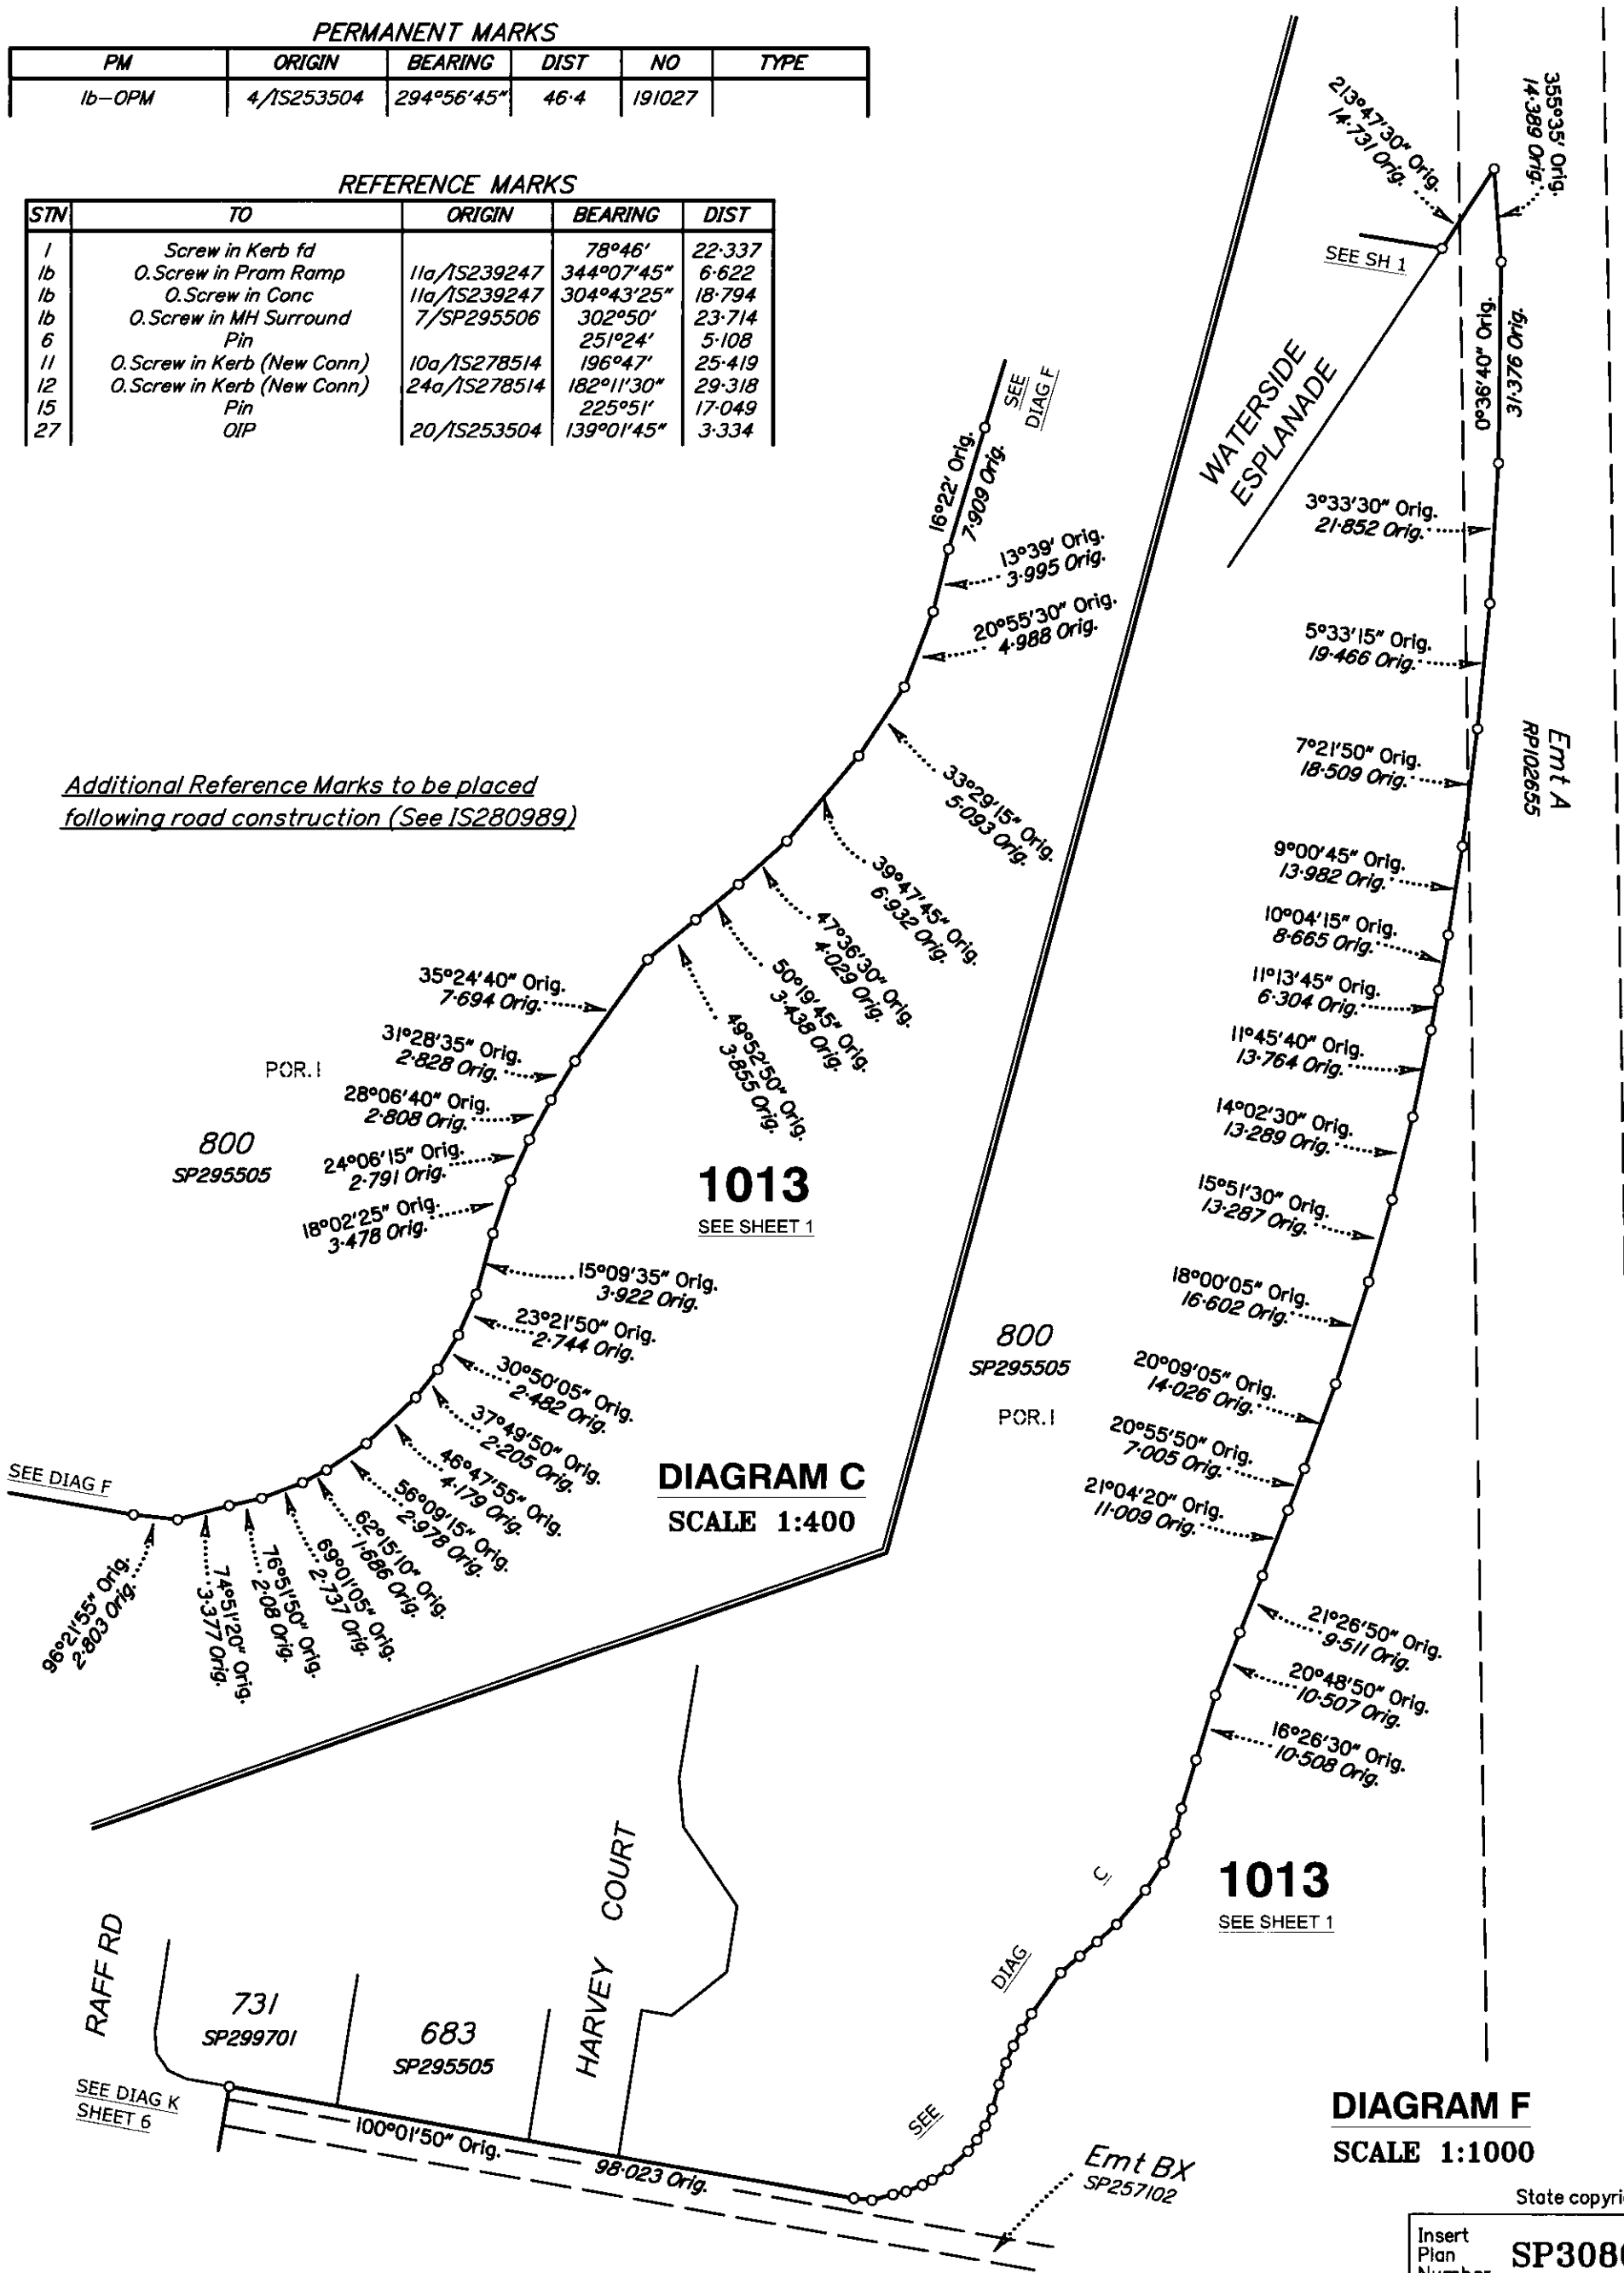 PERMANENT MARKS
PM ORIGIN BEARING DIST NO TYPE
1b-OPM 4/IS253504 294°56'45" 46·4 191027
REFERENCE MARKS
STN TO ORIGIN BEARING DIST
1 Screw in Kerb fd 78°46' 22·337
1b O.Screw in Pram Ramp 11a/IS239247 344°07'45" 6·622
1b O.Screw in Conc 11a/IS239247 304°43'25" 18·794
1b O.Screw in MH Surround 7/SP295506 302°50' 23·714
6 Pin 251°24' 5·108
11 O.Screw in Kerb (New Conn) 10a/IS278514 196°47' 25·419
12 O.Screw in Kerb (New Conn) 24a/IS278514 182°11'30" 29·318
15 Pin 225°51' 17·049
27 OIP 20/IS253504 139°01'45" 3·334
Additional Reference Marks to be placed
following road construction (See IS280989)
SEE
DIAG F
16°22' Orig.
7·909 Orig.
13°39' Orig.
3·995 Orig.
20°55'30" Orig.
4·988 Orig.
33°29'15" Orig.
5·093 Orig.
39°47'45" Orig.
6·932 Orig.
47°36'30" Orig.
4·029 Orig.
50°19'45" Orig.
3·438 Orig.
49°52'50" Orig.
3·855 Orig.
35°24'40" Orig.
7·694 Orig.
31°28'35" Orig.
2·828 Orig.
28°06'40" Orig.
2·808 Orig.
24°06'15" Orig.
2·791 Orig.
18°02'25" Orig.
3·478 Orig.
POR.1
800
SP295505
1013
SEE SHEET 1
15°09'35" Orig.
3·922 Orig.
23°21'50" Orig.
2·744 Orig.
30°50'05" Orig.
2·482 Orig.
37°49'50" Orig.
2·205 Orig.
46°47'55" Orig.
4·179 Orig.
56°09'15" Orig.
2·978 Orig.
62°15'10" Orig.
1·686 Orig.
69°01'05" Orig.
2·737 Orig.
76°51'50" Orig.
2·08 Orig.
74°51'20" Orig.
3·377 Orig.
96°21'55" Orig.
2·803 Orig.
SEE DIAG F
DIAGRAM C
SCALE 1:400
213°47'30" Orig.
14·731 Orig.
355°35' Orig.
14·389 Orig.
SEE SH 1
WATERSIDE
ESPLANADE
0°36'40" Orig.
31·376 Orig.
3°33'30" Orig.
21·852 Orig.
5°33'15" Orig.
19·466 Orig.
7°21'50" Orig.
18·509 Orig.
Emt A
RP102655
9°00'45" Orig.
13·982 Orig.
10°04'15" Orig.
8·665 Orig.
11°13'45" Orig.
6·304 Orig.
11°45'40" Orig.
13·764 Orig.
14°02'30" Orig.
13·289 Orig.
15°51'30" Orig.
13·287 Orig.
18°00'05" Orig.
16·602 Orig.
20°09'05" Orig.
14·026 Orig.
20°55'50" Orig.
7·005 Orig.
21°04'20" Orig.
11·009 Orig.
800
SP295505
POR.1
21°26'50" Orig.
9·511 Orig.
20°48'50" Orig.
10·507 Orig.
16°26'30" Orig.
10·508 Orig.
1013
SEE SHEET 1
SEE DIAG C
RAFF RD
731
SP299701
683
SP295505
HARVEY COURT
SEE DIAG K
SHEET 6
100°01'50" Orig.
98·023 Orig.
Emt BX
SP257102
DIAGRAM F
SCALE 1:1000
State copyri
Insert
Plan
Number
SP308